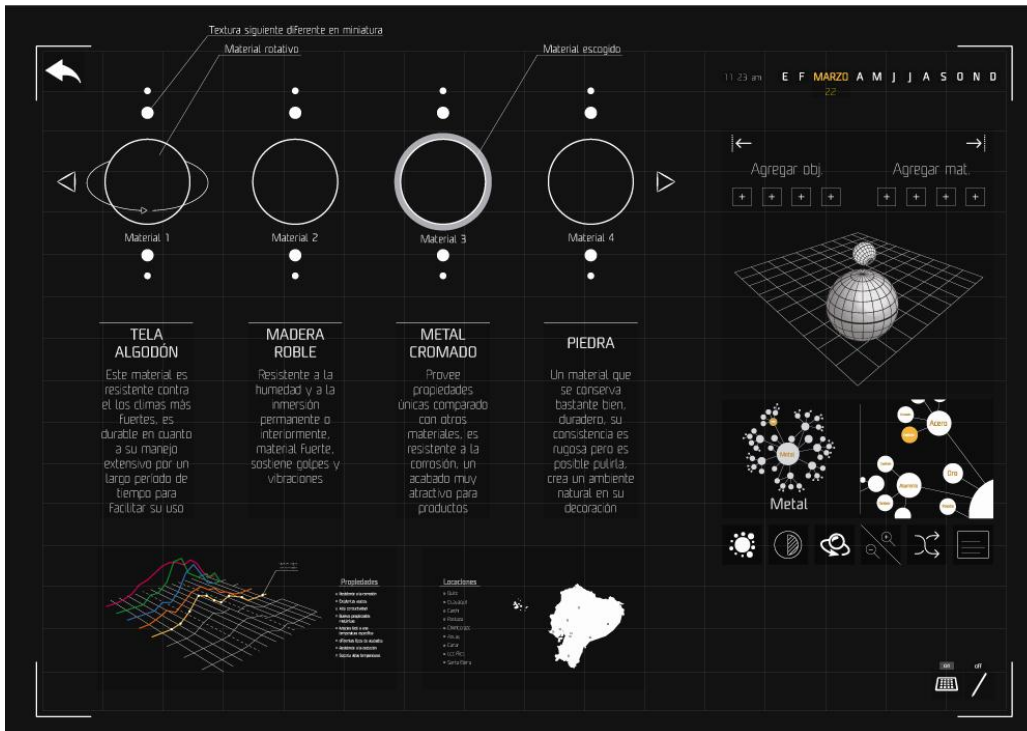 Textura siguiente diferente en miniatura
Material rotativo
Material escogido
11 23 am
E F MARZO A M J J A S O N D
22
Agregar obj.
Agregar mat.
+ + + +
+ + + +
Material 1
Material 2
Material 3
Material 4
TELA
ALGODÓN
Este material es
resistente contra
el los climas más
fuertes, es
durable en cuanto
a su manejo
extensivo por un
largo período de
tiempo para
facilitar su uso
MADERA
ROBLE
Resistente a la
humedad y a la
inmersión
permanente o
interiormente,
material fuerte,
sostiene golpes y
vibraciones
METAL
CROMADO
Provee
propiedades
únicas comparado
con otros
materiales, es
resistente a la
corrosión, un
acabado muy
atractivo para
productos
PIEDRA
Un material que
se conserva
bastante bien,
duradero, su
consistencia es
rugosa pero es
posible pulirla,
crea un ambiente
natural en su
decoración
Metal
Metal
Acero
Oro
Propiedades
Locaciones
Quito
Guayaquil
Santa Elena
on
off